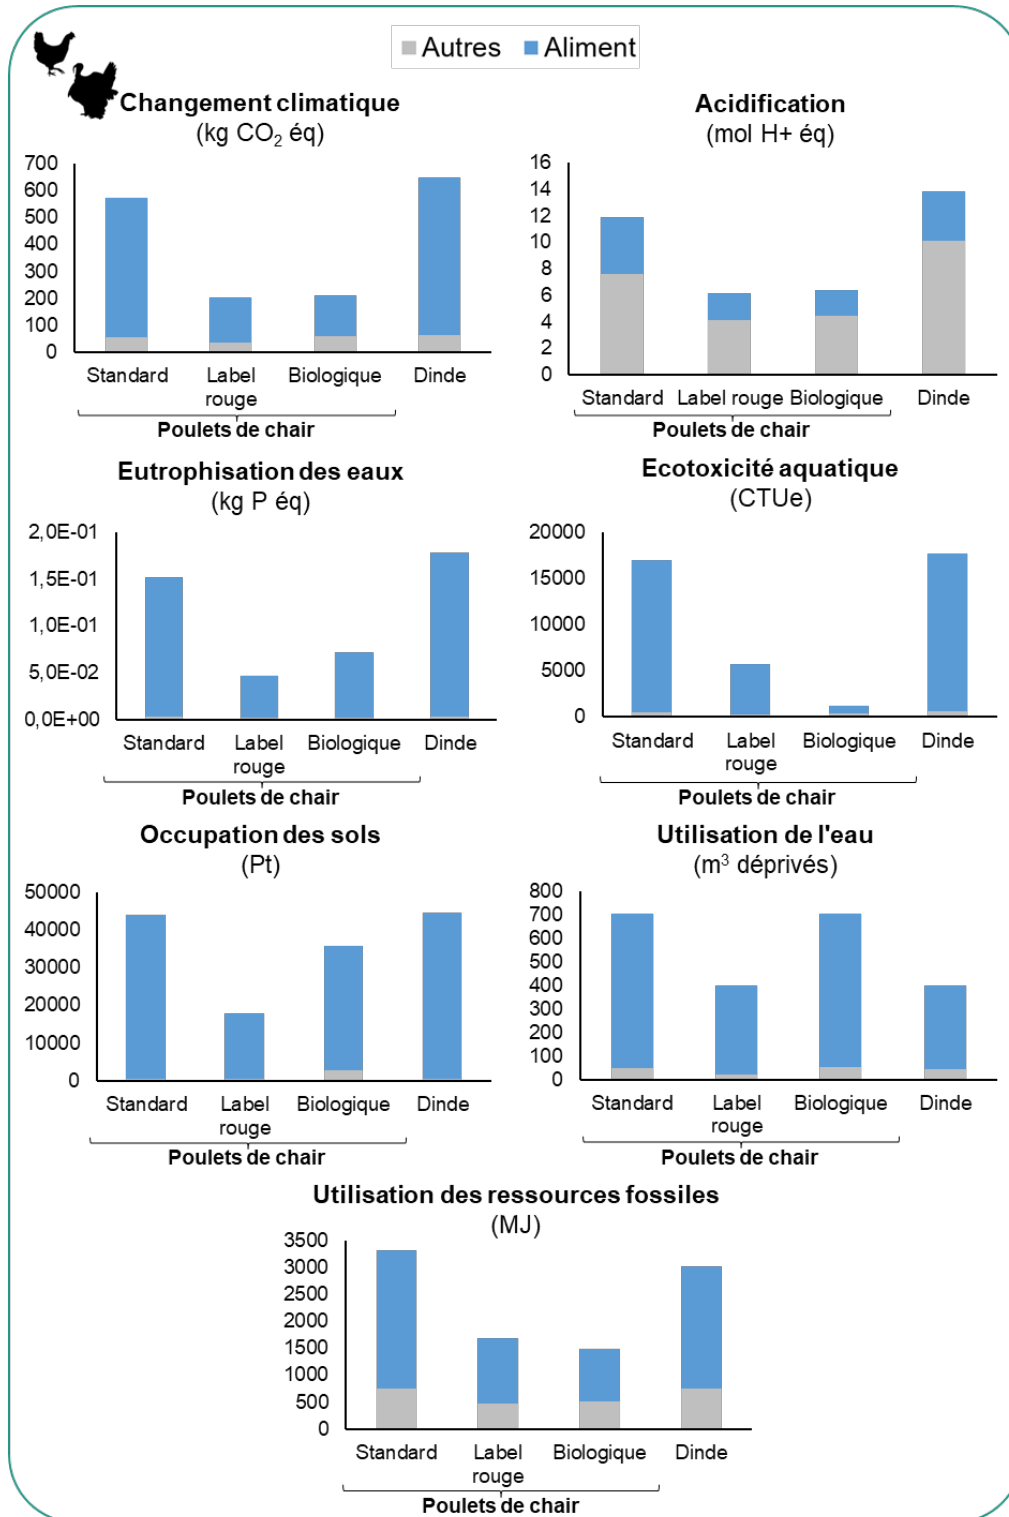 Autres Aliment
Changement climatique
(kg CO₂ éq)
700
600
500
400
300
200
100
0
Standard Label Biologique Dinde
rouge
Poulets de chair
Acidification
(mol H+ éq)
16
14
12
10
8
6
4
2
0
Standard Label rouge Biologique Dinde
Poulets de chair
Eutrophisation des eaux
(kg P éq)
2,0E-01
1,5E-01
1,0E-01
5,0E-02
0,0E+00
Standard Label Biologique Dinde
rouge
Poulets de chair
Ecotoxicité aquatique
(CTUe)
20000
15000
10000
5000
0
Standard Label Biologique Dinde
rouge
Poulets de chair
Occupation des sols
(Pt)
50000
40000
30000
20000
10000
0
Standard Label Biologique Dinde
rouge
Poulets de chair
Utilisation de l'eau
(m³ déprivés)
800
700
600
500
400
300
200
100
0
Standard Label Biologique Dinde
rouge
Poulets de chair
Utilisation des ressources fossiles
(MJ)
3500
3000
2500
2000
1500
1000
500
0
Standard Label Biologique Dinde
rouge
Poulets de chair